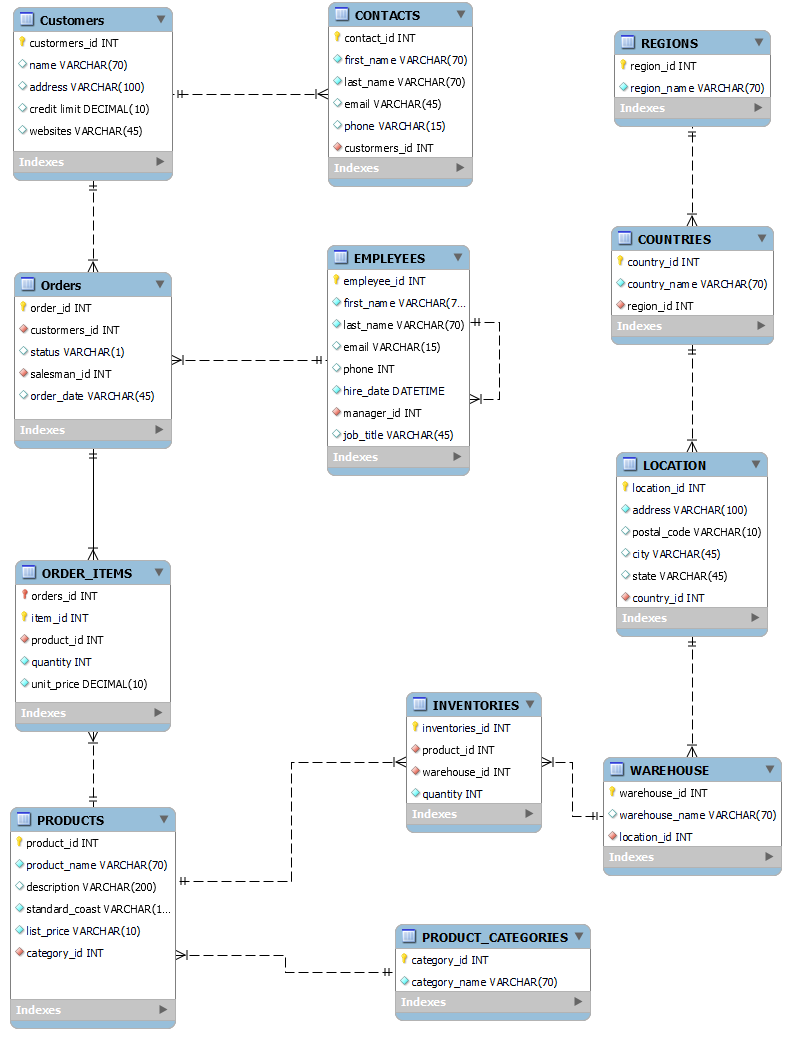 Customers
custormers_id INT
name VARCHAR(70)
address VARCHAR(100)
credit limit DECIMAL(10)
websites VARCHAR(45)
Indexes
CONTACTS
contact_id INT
first_name VARCHAR(70)
last_name VARCHAR(70)
email VARCHAR(45)
phone VARCHAR(15)
custormers_id INT
Indexes
REGIONS
region_id INT
region_name VARCHAR(70)
Indexes
Orders
order_id INT
custormers_id INT
status VARCHAR(1)
salesman_id INT
order_date VARCHAR(45)
Indexes
EMPLEYEES
employee_id INT
first_name VARCHAR(7...
last_name VARCHAR(70)
email VARCHAR(15)
phone INT
hire_date DATETIME
manager_id INT
job_title VARCHAR(45)
Indexes
COUNTRIES
country_id INT
country_name VARCHAR(70)
region_id INT
Indexes
LOCATION
location_id INT
address VARCHAR(100)
postal_code VARCHAR(10)
city VARCHAR(45)
state VARCHAR(45)
country_id INT
Indexes
ORDER_ITEMS
orders_id INT
item_id INT
product_id INT
quantity INT
unit_price DECIMAL(10)
Indexes
INVENTORIES
inventories_id INT
product_id INT
warehouse_id INT
quantity INT
Indexes
WAREHOUSE
warehouse_id INT
warehouse_name VARCHAR(70)
location_id INT
Indexes
PRODUCTS
product_id INT
product_name VARCHAR(70)
description VARCHAR(200)
standard_coast VARCHAR(1...
list_price VARCHAR(10)
category_id INT
Indexes
PRODUCT_CATEGORIES
category_id INT
category_name VARCHAR(70)
Indexes